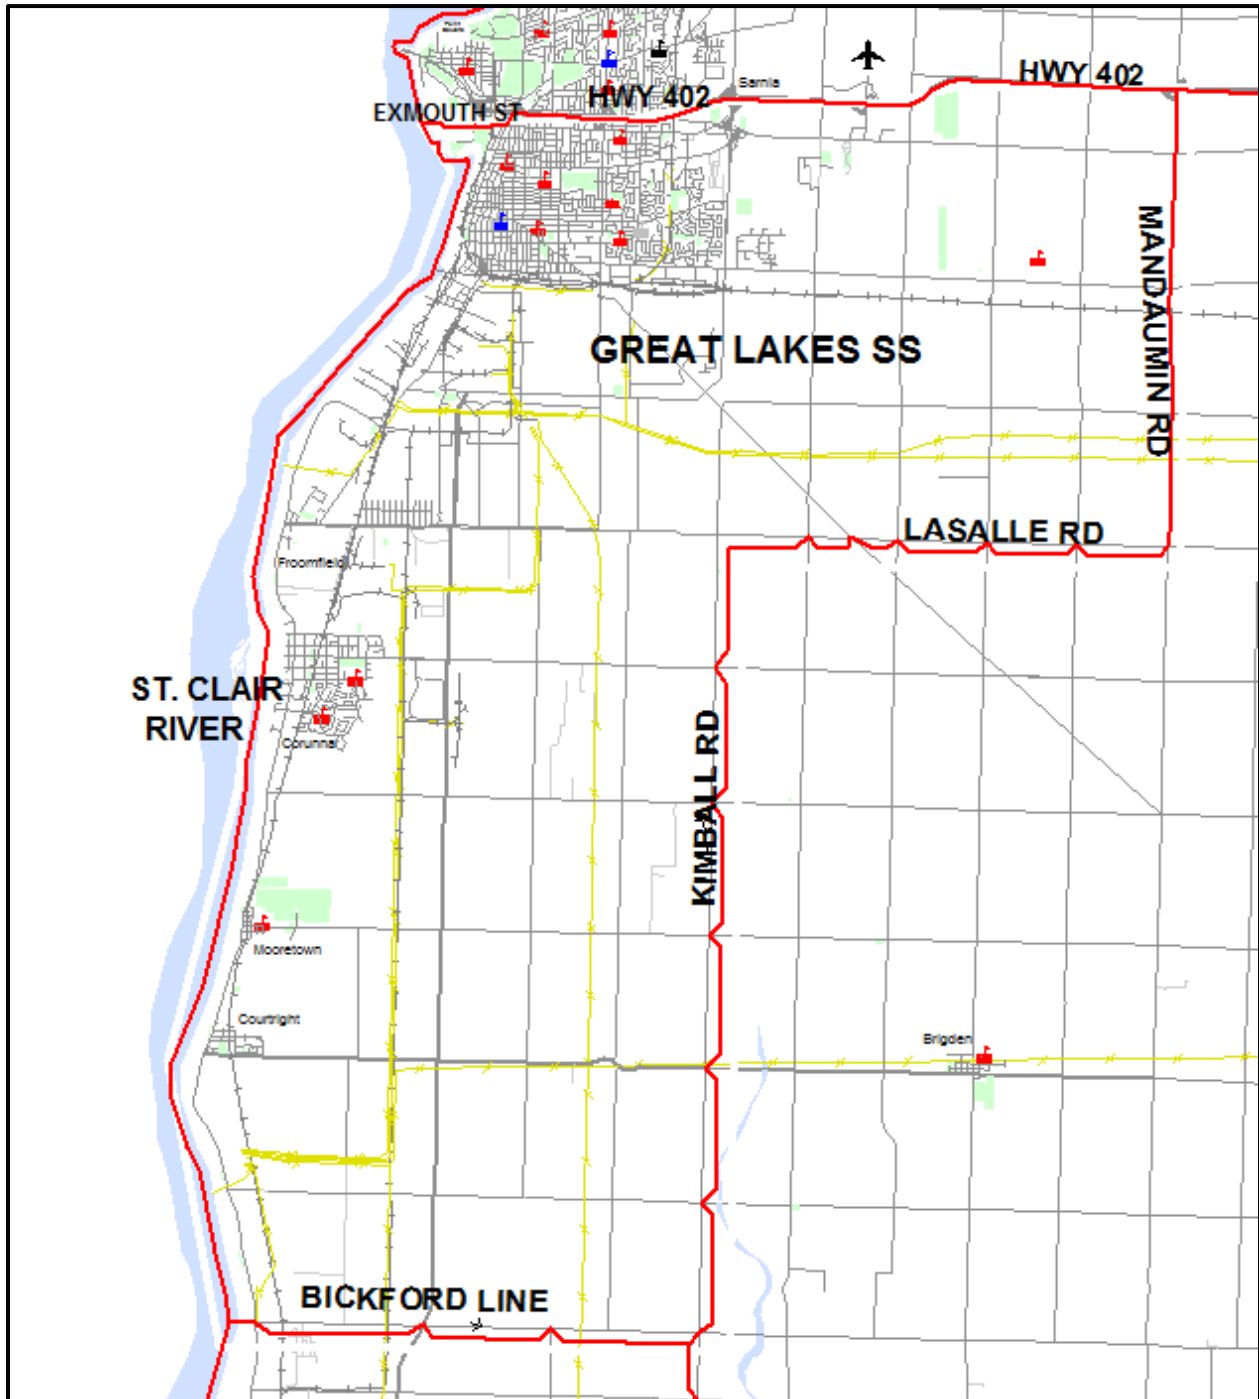 HWY 402
Sarnia
HWY 402
EXMOUTH ST
MANDAUMIN RD
GREAT LAKES SS
LASALLE RD
Froomfield
ST. CLAIR
RIVER
Corunna
KIMBALL RD
Mooretown
Courtright
Brigden
BICKFORD LINE